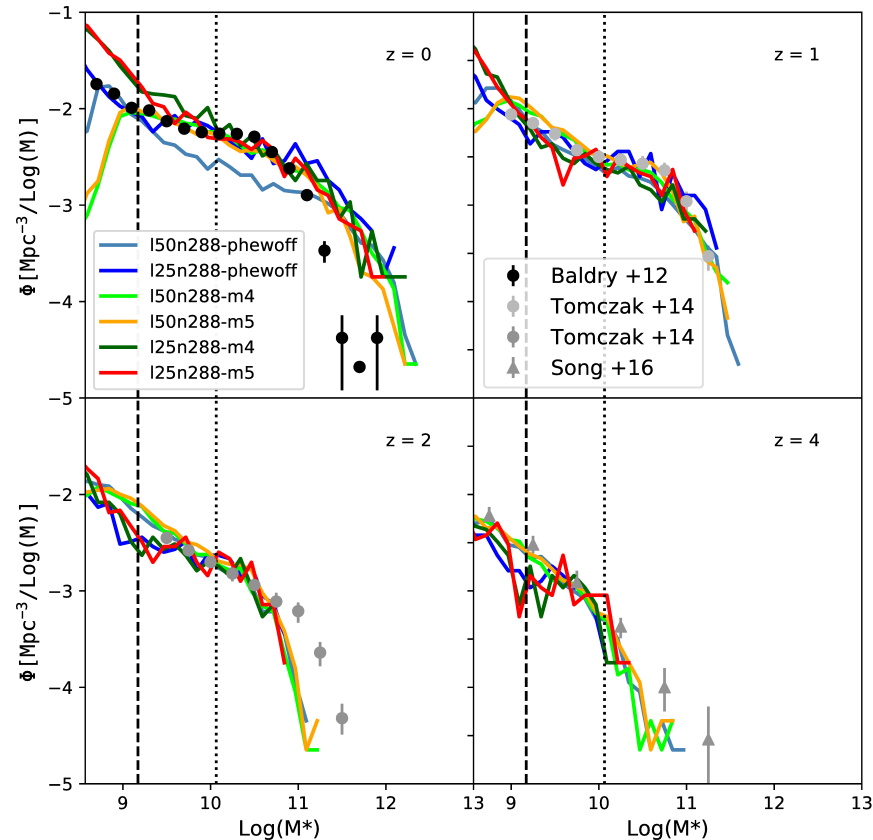 −1
−2
−3
−4
−5
Φ[Mpc⁻³/Log(M)]
z = 0
l50n288-phewoff
l25n288-phewoff
l50n288-m4
l50n288-m5
l25n288-m4
l25n288-m5
z = 1
13
Baldry +12
Tomczak +14
Tomczak +14
Song +16
−2
−3
−4
−5
Φ[Mpc⁻³/Log(M)]
z = 2
9 10 11 12 13
Log(M*)
z = 4
9 10 11 12 13
Log(M*)